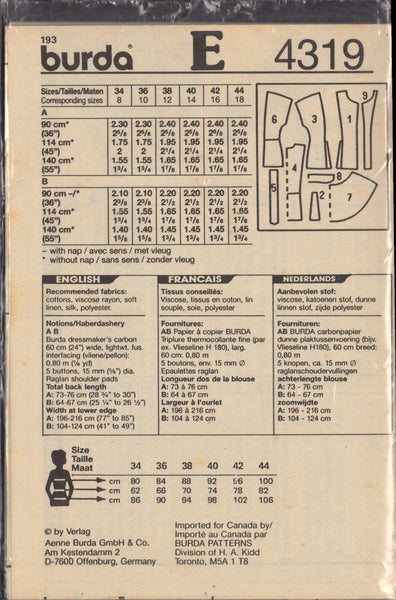 193
burda® E 4319
Sizes/Tailles/Maten 34 36 38 40 42 44
Corresponding sizes 8 10 12 14 16 18
A
90 cm* 2.30 2.30 2.40 2.40 2.40 2.40
(36") 2⅝ 2⅝ 2⅝ 2⅝ 2⅝ 2⅝
114 cm* 1.75 1.75 1.95 1.95 1.95 1.95
(45") 2 2 2¼ 2¼ 2¼ 2¼
140 cm* 1.55 1.55 1.65 1.65 1.65 1.65
(55") 1¾ 1¾ 1⅞ 1⅞ 1⅞ 1⅞
B
90 cm –/* 2.10 2.10 2.20 2.20 2.20 2.20
(36") 2⅜ 2⅜ 2½ 2½ 2½ 2½
114 cm* 1.55 1.55 1.65 1.65 1.65 1.65
(45") 1¾ 1¾ 1⅞ 1⅞ 1⅞ 1⅞
140 cm* 1.40 1.40 1.45 1.45 1.45 1.45
(55") 1⅝ 1⅝ 1¾ 1¾ 1¾ 1¾
– with nap / avec sens / met vleug
* without nap / sans sens / zonder vleug
6
3
1
9
4
5
8
2
7
ENGLISH
Recommended fabrics:
cottons, viscose rayon, soft
linen, silk, polyester.
Notions/Haberdashery
A B
Burda dressmaker's carbon
60 cm (24") wide, lightwt. fus.
interfacing (vilene/pellon):
0.80 m (⅞ yd)
5 buttons, 15 mm (⅝") dia.
Raglan shoulder pads
Total back length
A: 73-76 cm (28 ¾" to 30")
B: 64-67 cm (25 ¼" to 26 ½")
Width at lower edge
A: 196-216 cm (77" to 85")
B: 104-124 cm (41" to 49")
FRANCAIS
Tissus conseillés:
Viscose, tissus en coton, lin
souple, soie, polyester
Fournitures:
AB Papier à copier BURDA
Triplure thermocollante fine (par
ex. Vlieseline H 180), larg.
60 cm: 0,80 m
5 boutons, env. 15 mm Ø
Epaulettes raglan
Longueur dos de la blouse
A: 73 à 76 cm
B: 64 à 67 cm
Largeur à l'ourlet
A: 196 à 216 cm
B: 104 à 124 cm
NEDERLANDS
Aanbevolen stof:
viscose, katoenen stof, dunne
linnen stof, zijde polyester
Fournituren:
AB BURDA carbonpapier
dunne plaktussenvoering (bijv.
Vlieseline H180), 60 cm breed:
0,80 m
5 knopen, ca. 15 mm Ø
raglanschoudervullingen
achterlengte blouse
A: 73 - 76 cm
B: 64 - 67 cm
zoomwijdte
A: 196 - 216 cm
B: 104 - 124 cm
Size
Taille
Maat 34 36 38 40 42 44
cm 80 84 88 92 96 100
cm 62 66 70 74 78 82
cm 86 90 94 98 102 106
© by Verlag
Aenne Burda GmbH & Co.
Am Kestendamm 2
D-7600 Offenburg, Germany
Imported for Canada by/
Importé au Canada par
BURDA PATTERNS
Division of H. A. Kidd
Toronto, M5A 1 T8